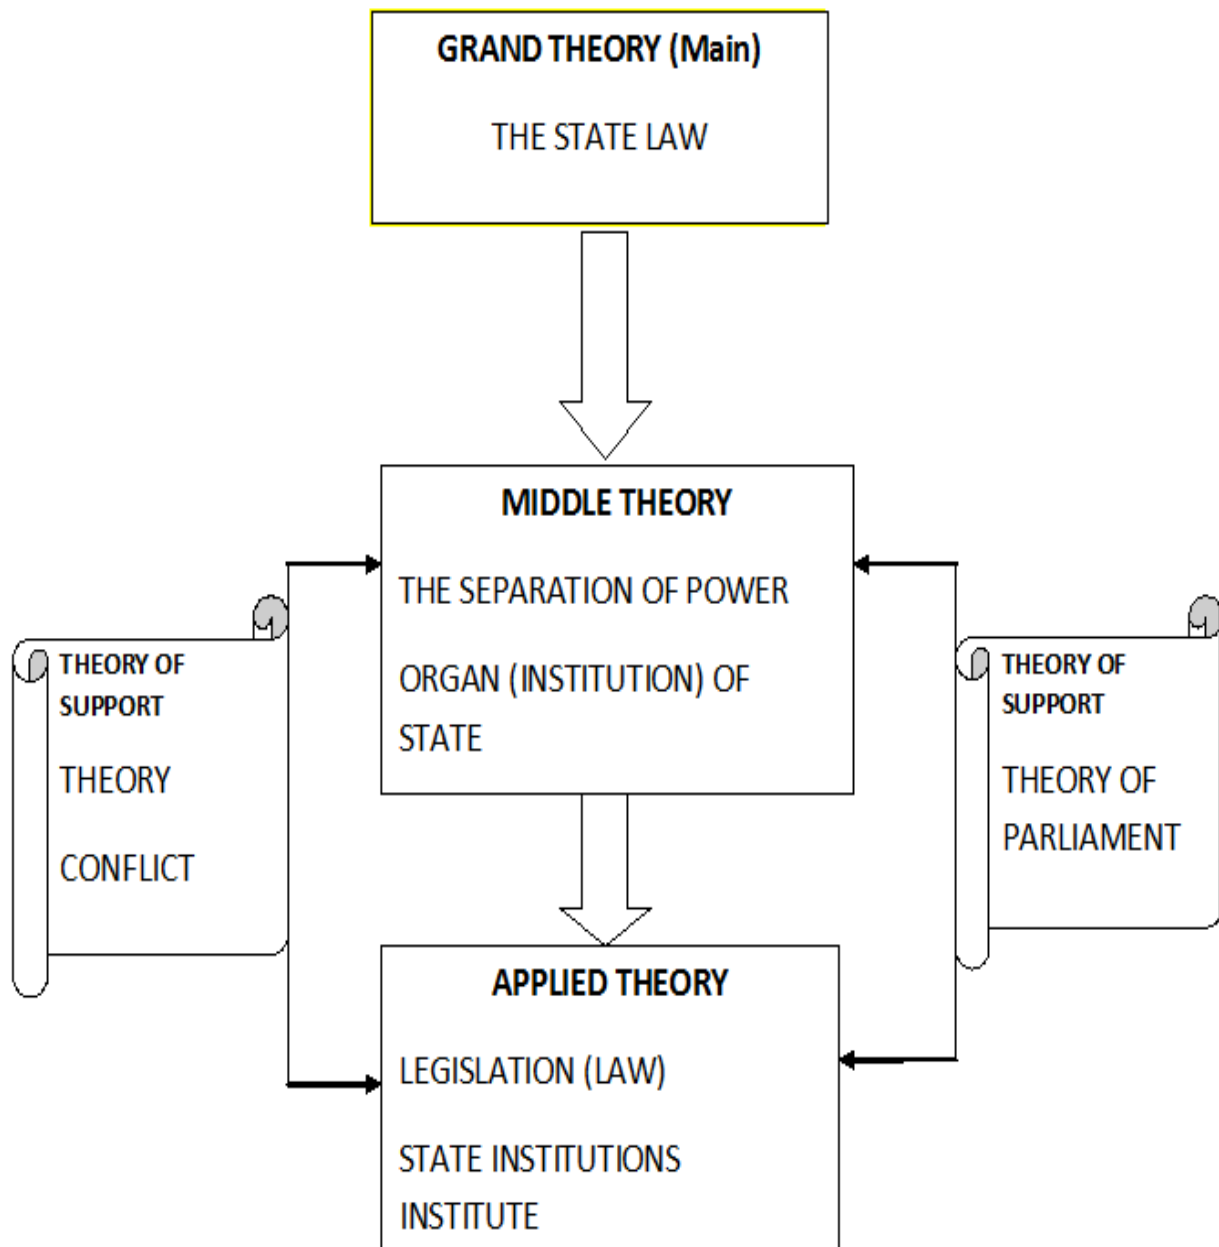 GRAND THEORY (Main)
THE STATE LAW
MIDDLE THEORY
THE SEPARATION OF POWER
ORGAN (INSTITUTION) OF
STATE
THEORY OF
SUPPORT
THEORY
CONFLICT
THEORY OF
SUPPORT
THEORY OF
PARLIAMENT
APPLIED THEORY
LEGISLATION (LAW)
STATE INSTITUTIONS
INSTITUTE